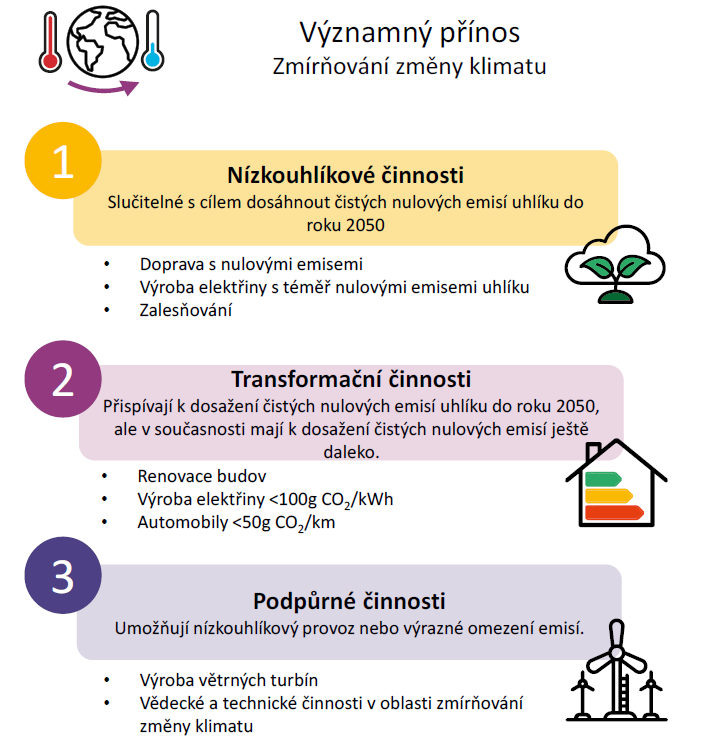 Významný přínos
Zmírňování změny klimatu
1
Nízkouhlíkové činnosti
Slučitelné s cílem dosáhnout čistých nulových emisí uhlíku do
roku 2050
• Doprava s nulovými emisemi
• Výroba elektřiny s téměř nulovými emisemi uhlíku
• Zalesňování
2
Transformační činnosti
Přispívají k dosažení čistých nulových emisí uhlíku do roku 2050,
ale v současnosti mají k dosažení čistých nulových emisí ještě
daleko.
• Renovace budov
• Výroba elektřiny <100g CO₂/kWh
• Automobily <50g CO₂/km
3
Podpůrné činnosti
Umožňují nízkouhlíkový provoz nebo výrazné omezení emisí.
• Výroba větrných turbín
• Vědecké a technické činnosti v oblasti zmírňování
změny klimatu